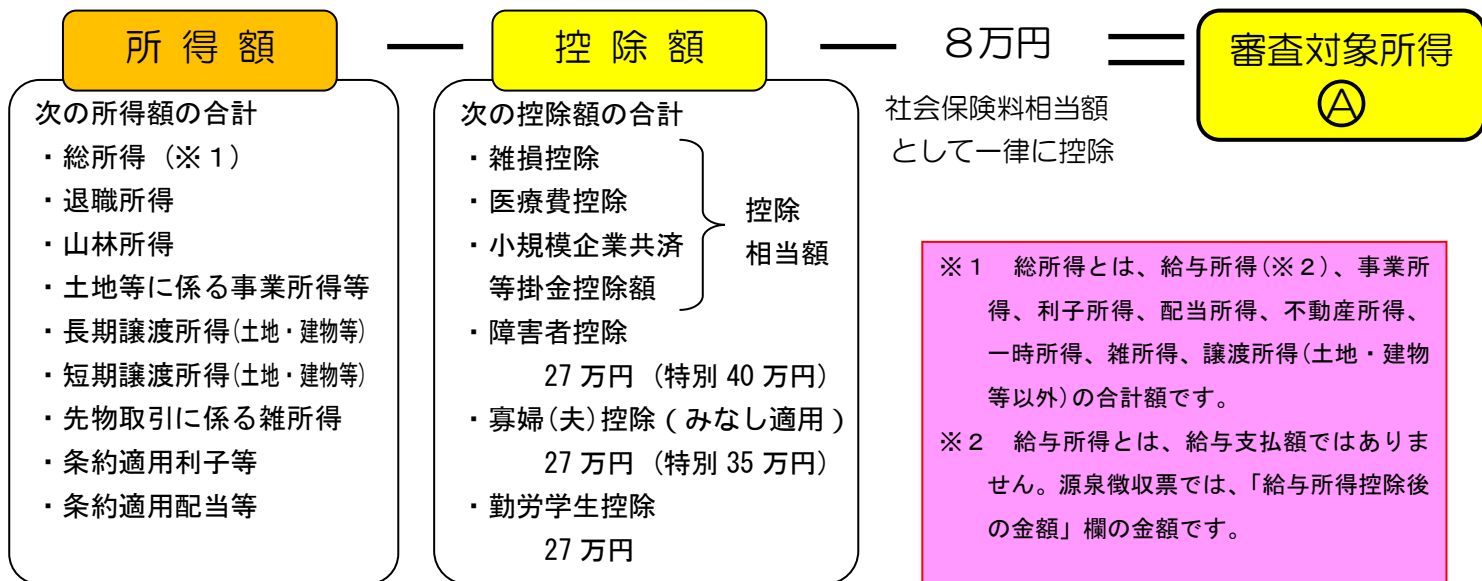 所得額 ― 控除額 ― 8万円 = 審査対象所得
Ⓐ
社会保険料相当額
として一律に控除
次の所得額の合計
・総所得(※1)
・退職所得
・山林所得
・土地等に係る事業所得等
・長期譲渡所得(土地・建物等)
・短期譲渡所得(土地・建物等)
・先物取引に係る雑所得
・条約適用利子等
・条約適用配当等
次の控除額の合計
・雑損控除
・医療費控除
・小規模企業共済
等掛金控除額
控除
相当額
・障害者控除
27万円(特別40万円)
・寡婦(夫)控除(みなし適用)
27万円(特別35万円)
・勤労学生控除
27万円
※1 総所得とは、給与所得(※2)、事業所
得、利子所得、配当所得、不動産所得、
一時所得、雑所得、譲渡所得(土地・建物
等以外)の合計額です。
※2 給与所得とは、給与支払額ではありま
せん。源泉徴収票では、「給与所得控除後
の金額」欄の金額です。